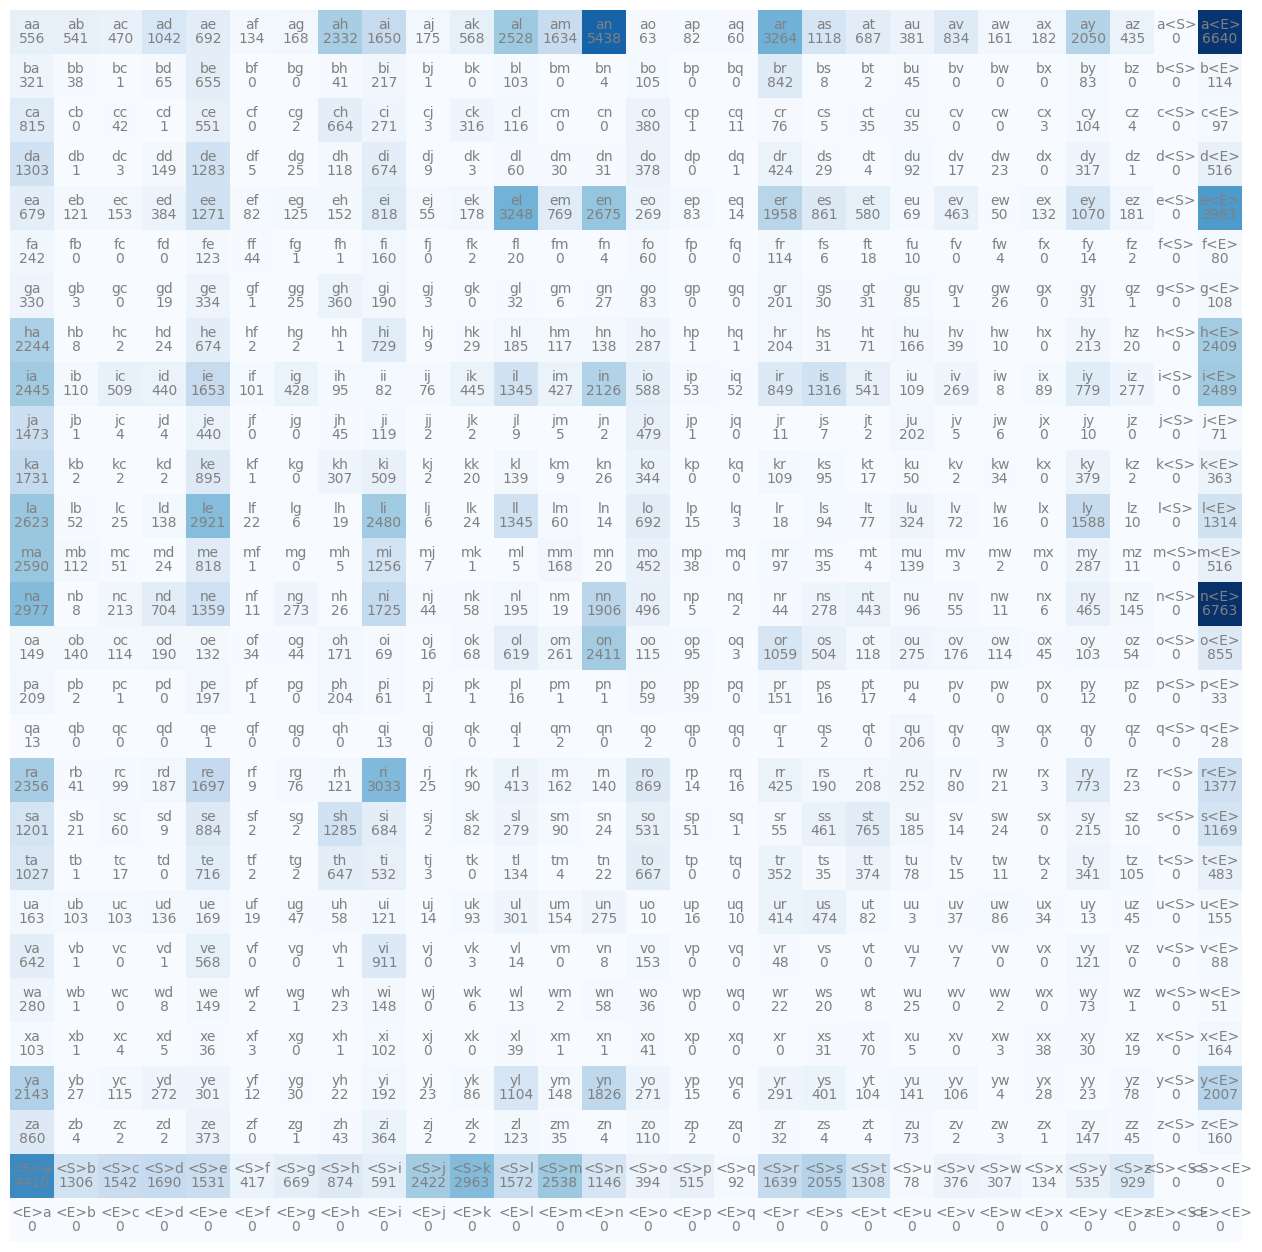 aa ab ac ad ae af ag ah ai aj ak al am an ao ap aq ar as at au av aw ax ay az a<S> a<E>
556 541 470 1042 692 134 168 2332 1650 175 568 2528 1634 5438 63 82 60 3264 1118 687 381 834 161 182 2050 435 0 6640
ba bb bc bd be bf bg bh bi bj bk bl bm bn bo bp bq br bs bt bu bv bw bx by bz b<S> b<E>
321 38 1 65 655 0 0 41 217 1 0 103 0 4 105 0 0 842 8 2 45 0 0 0 83 0 0 114
ca cb cc cd ce cf cg ch ci cj ck cl cm cn co cp cq cr cs ct cu cv cw cx cy cz c<S> c<E>
815 0 42 1 551 0 2 664 271 3 316 116 0 0 380 1 11 76 5 35 35 0 0 3 104 4 0 97
da db dc dd de df dg dh di dj dk dl dm dn do dp dq dr ds dt du dv dw dx dy dz d<S> d<E>
1303 1 3 149 1283 5 25 118 674 9 3 60 30 31 378 0 1 424 29 4 92 17 23 0 317 1 0 516
ea eb ec ed ee ef eg eh ei ej ek el em en eo ep eq er es et eu ev ew ex ey ez e<S> e<E>
679 121 153 384 1271 82 125 152 818 55 178 3248 769 2675 269 83 14 1958 861 580 69 463 50 132 1070 181 0 3983
fa fb fc fd fe ff fg fh fi fj fk fl fm fn fo fp fq fr fs ft fu fv fw fx fy fz f<S> f<E>
242 0 0 0 123 44 1 1 160 0 2 20 0 4 60 0 0 114 6 18 10 0 4 0 14 2 0 80
ga gb gc gd ge gf gg gh gi gj gk gl gm gn go gp gq gr gs gt gu gv gw gx gy gz g<S> g<E>
330 3 0 19 334 1 25 360 190 3 0 32 6 27 83 0 0 201 30 31 85 1 26 0 31 1 0 108
ha hb hc hd he hf hg hh hi hj hk hl hm hn ho hp hq hr hs ht hu hv hw hx hy hz h<S> h<E>
2244 8 2 24 674 2 2 1 729 9 29 185 117 138 287 1 1 204 31 71 166 39 10 0 213 20 0 2409
ia ib ic id ie if ig ih ii ij ik il im in io ip iq ir is it iu iv iw ix iy iz i<S> i<E>
2445 110 509 440 1653 101 428 95 82 76 445 1345 427 2126 588 53 52 849 1316 541 109 269 8 89 779 277 0 2489
ja jb jc jd je jf jg jh ji jj jk jl jm jn jo jp jq jr js jt ju jv jw jx jy jz j<S> j<E>
1473 1 4 4 440 0 0 45 119 2 2 9 5 2 479 1 0 11 7 2 202 5 6 0 10 0 0 71
ka kb kc kd ke kf kg kh ki kj kk kl km kn ko kp kq kr ks kt ku kv kw kx ky kz k<S> k<E>
1731 2 2 2 895 1 0 307 509 2 20 139 9 26 344 0 0 109 95 17 50 2 34 0 379 2 0 363
la lb lc ld le lf lg lh li lj lk ll lm ln lo lp lq lr ls lt lu lv lw lx ly lz l<S> l<E>
2623 52 25 138 2921 22 6 19 2480 6 24 1345 60 14 692 15 3 18 94 77 324 72 16 0 1588 10 0 1314
ma mb mc md me mf mg mh mi mj mk ml mm mn mo mp mq mr ms mt mu mv mw mx my mz m<S> m<E>
2590 112 51 24 818 1 0 5 1256 7 1 5 168 20 452 38 0 97 35 4 139 3 2 0 287 11 0 516
na nb nc nd ne nf ng nh ni nj nk nl nm nn no np nq nr ns nt nu nv nw nx ny nz n<S> n<E>
2977 8 213 704 1359 11 273 26 1725 44 58 195 19 1906 496 5 2 44 278 443 96 55 11 6 465 145 0 6763
oa ob oc od oe of og oh oi oj ok ol om on oo op oq or os ot ou ov ow ox oy oz o<S> o<E>
149 140 114 190 132 34 44 171 69 16 68 619 261 2411 115 95 3 1059 504 118 275 176 114 45 103 54 0 855
pa pb pc pd pe pf pg ph pi pj pk pl pm pn po pp pq pr ps pt pu pv pw px py pz p<S> p<E>
209 2 1 0 197 1 0 204 61 1 1 16 1 1 59 39 0 151 16 17 4 0 0 0 12 0 0 33
qa qb qc qd qe qf qg qh qi qj qk ql qm qn qo qp qq qr qs qt qu qv qw qx qy qz q<S> q<E>
13 0 0 0 1 0 0 0 13 0 0 1 2 0 2 0 0 1 2 0 206 0 3 0 0 0 0 28
ra rb rc rd re rf rg rh ri rj rk rl rm rn ro rp rq rr rs rt ru rv rw rx ry rz r<S> r<E>
2356 41 99 187 1697 9 76 121 3033 25 90 413 162 140 869 14 16 425 190 208 252 80 21 3 773 23 0 1377
sa sb sc sd se sf sg sh si sj sk sl sm sn so sp sq sr ss st su sv sw sx sy sz s<S> s<E>
1201 21 60 9 884 2 2 1285 684 2 82 279 90 24 531 51 1 55 461 765 185 14 24 0 215 10 0 1169
ta tb tc td te tf tg th ti tj tk tl tm tn to tp tq tr ts tt tu tv tw tx ty tz t<S> t<E>
1027 1 17 0 716 2 2 647 532 3 0 134 4 22 667 0 0 352 35 374 78 15 11 2 341 105 0 483
ua ub uc ud ue uf ug uh ui uj uk ul um un uo up uq ur us ut uu uv uw ux uy uz u<S> u<E>
163 103 103 136 169 19 47 58 121 14 93 301 154 275 10 16 10 414 474 82 3 37 86 34 13 45 0 155
va vb vc vd ve vf vg vh vi vj vk vl vm vn vo vp vq vr vs vt vu vv vw vx vy vz v<S> v<E>
642 1 0 1 568 0 0 1 911 0 3 14 0 8 153 0 0 48 0 0 7 7 0 0 121 0 0 88
wa wb wc wd we wf wg wh wi wj wk wl wm wn wo wp wq wr ws wt wu wv ww wx wy wz w<S> w<E>
280 1 0 8 149 2 1 23 148 0 6 13 2 58 36 0 0 22 20 8 25 0 2 0 73 1 0 51
xa xb xc xd xe xf xg xh xi xj xk xl xm xn xo xp xq xr xs xt xu xv xw xx xy xz x<S> x<E>
103 1 4 5 36 3 0 1 102 0 0 39 1 1 41 0 0 0 31 70 5 0 3 38 30 19 0 164
ya yb yc yd ye yf yg yh yi yj yk yl ym yn yo yp yq yr ys yt yu yv yw yx yy yz y<S> y<E>
2143 27 115 272 301 12 30 22 192 23 86 1104 148 1826 271 15 6 291 401 104 141 106 4 28 23 78 0 2007
za zb zc zd ze zf zg zh zi zj zk zl zm zn zo zp zq zr zs zt zu zv zw zx zy zz z<S> z<E>
860 4 2 2 373 0 1 43 364 2 2 123 35 4 110 2 0 32 4 4 73 2 3 1 147 45 0 160
<S>a <S>b <S>c <S>d <S>e <S>f <S>g <S>h <S>i <S>j <S>k <S>l <S>m <S>n <S>o <S>p <S>q <S>r <S>s <S>t <S>u <S>v <S>w <S>x <S>y <S>z <S><S> <S><E>
1306 1542 1690 1531 417 669 874 591 2422 2963 1572 2538 1146 394 515 92 1639 2055 1308 78 376 307 134 535 929 0 0
<E>a <E>b <E>c <E>d <E>e <E>f <E>g <E>h <E>i <E>j <E>k <E>l <E>m <E>n <E>o <E>p <E>q <E>r <E>s <E>t <E>u <E>v <E>w <E>x <E>y <E>z <E><S> <E><E>
0 0 0 0 0 0 0 0 0 0 0 0 0 0 0 0 0 0 0 0 0 0 0 0 0 0 0 0